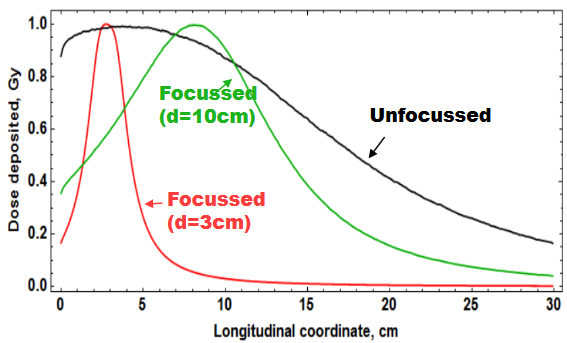 1.0
0.8
0.6
0.4
0.2
0.0
Dose deposited, Gy
Focussed
(d=10cm)
Unfocussed
Focussed
(d=3cm)
0 5 10 15 20 25 30
Longitudinal coordinate, cm